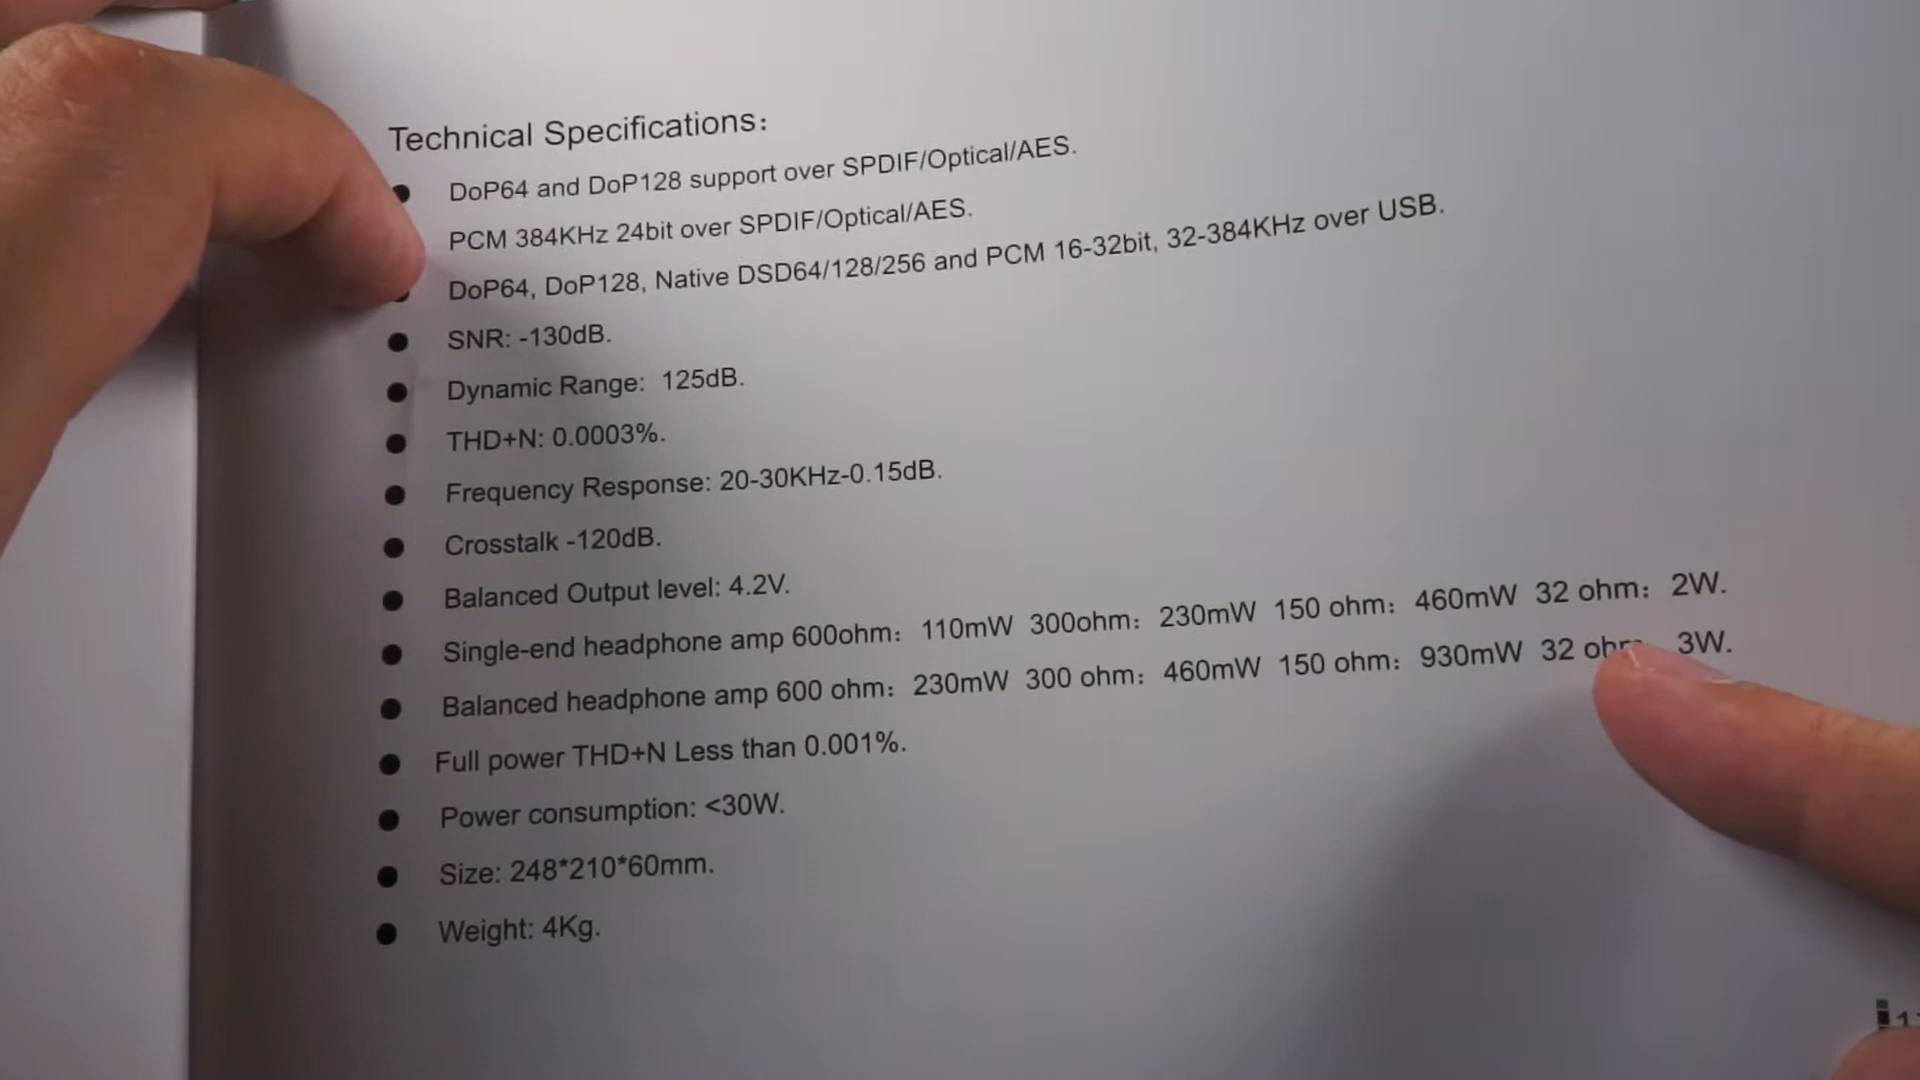 Technical Specifications:
● DoP64 and DoP128 support over SPDIF/Optical/AES.
PCM 384KHz 24bit over SPDIF/Optical/AES.
● DoP64, DoP128, Native DSD64/128/256 and PCM 16-32bit, 32-384KHz over USB.
● SNR: -130dB.
● Dynamic Range: 125dB.
● THD+N: 0.0003%.
● Frequency Response: 20-30KHz-0.15dB.
● Crosstalk -120dB.
● Balanced Output level: 4.2V.
● Single-end headphone amp 600ohm: 110mW 300ohm: 230mW 150 ohm: 460mW 32 ohm: 2W.
● Balanced headphone amp 600 ohm: 230mW 300 ohm: 460mW 150 ohm: 930mW 32 ohm 3W.
● Full power THD+N Less than 0.001%.
● Power consumption: <30W.
● Size: 248*210*60mm.
● Weight: 4Kg.